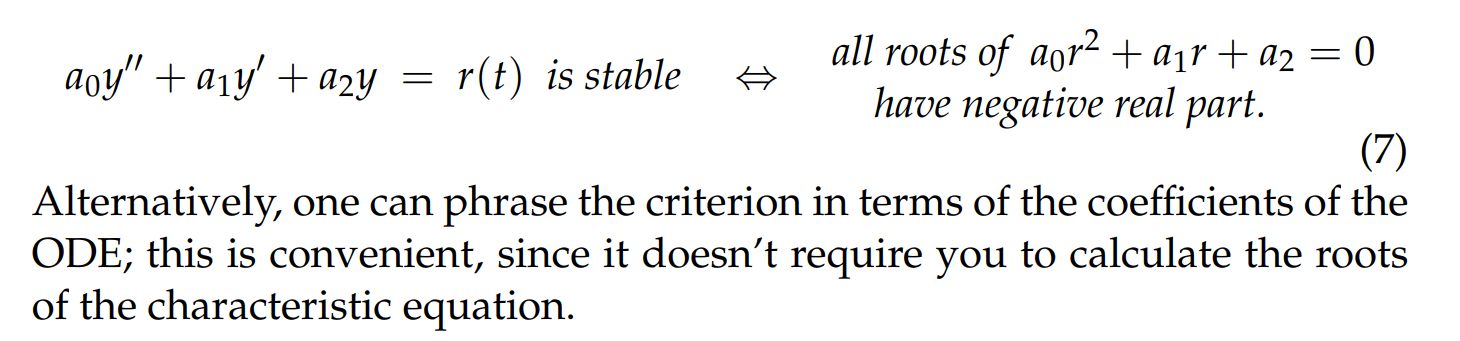 a₀y″ + a₁y′ + a₂y = r(t) is stable ⇔ all roots of a₀r² + a₁r + a₂ = 0
have negative real part.
(7)
Alternatively, one can phrase the criterion in terms of the coefficients of the
ODE; this is convenient, since it doesn’t require you to calculate the roots
of the characteristic equation.